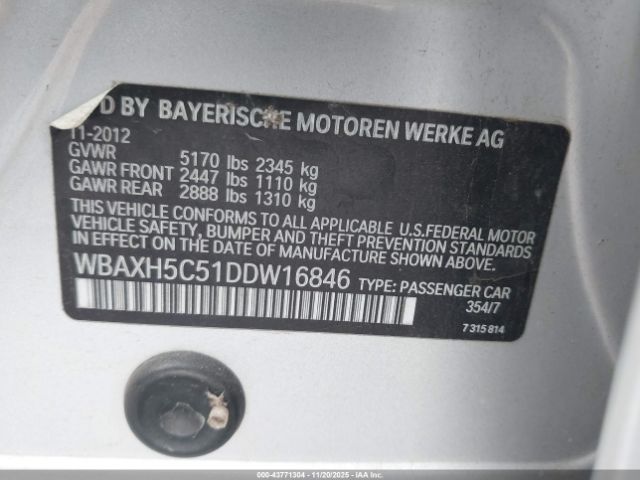 D BY BAYERISCHE MOTOREN WERKE AG
11-2012
GVWR 5170 lbs 2345 kg
GAWR FRONT 2447 lbs 1110 kg
GAWR REAR 2888 lbs 1310 kg
THIS VEHICLE CONFORMS TO ALL APPLICABLE U.S.FEDERAL MOTOR
VEHICLE SAFETY, BUMPER AND THEFT PREVENTION STANDARDS
IN EFFECT ON THE DATE OF MANUFACTURE SHOWN ABOVE.
WBAXH5C51DDW16846 TYPE: PASSENGER CAR
354/7
7 315 814
000-43771304 - 11/20/2025 - IAAI.COM